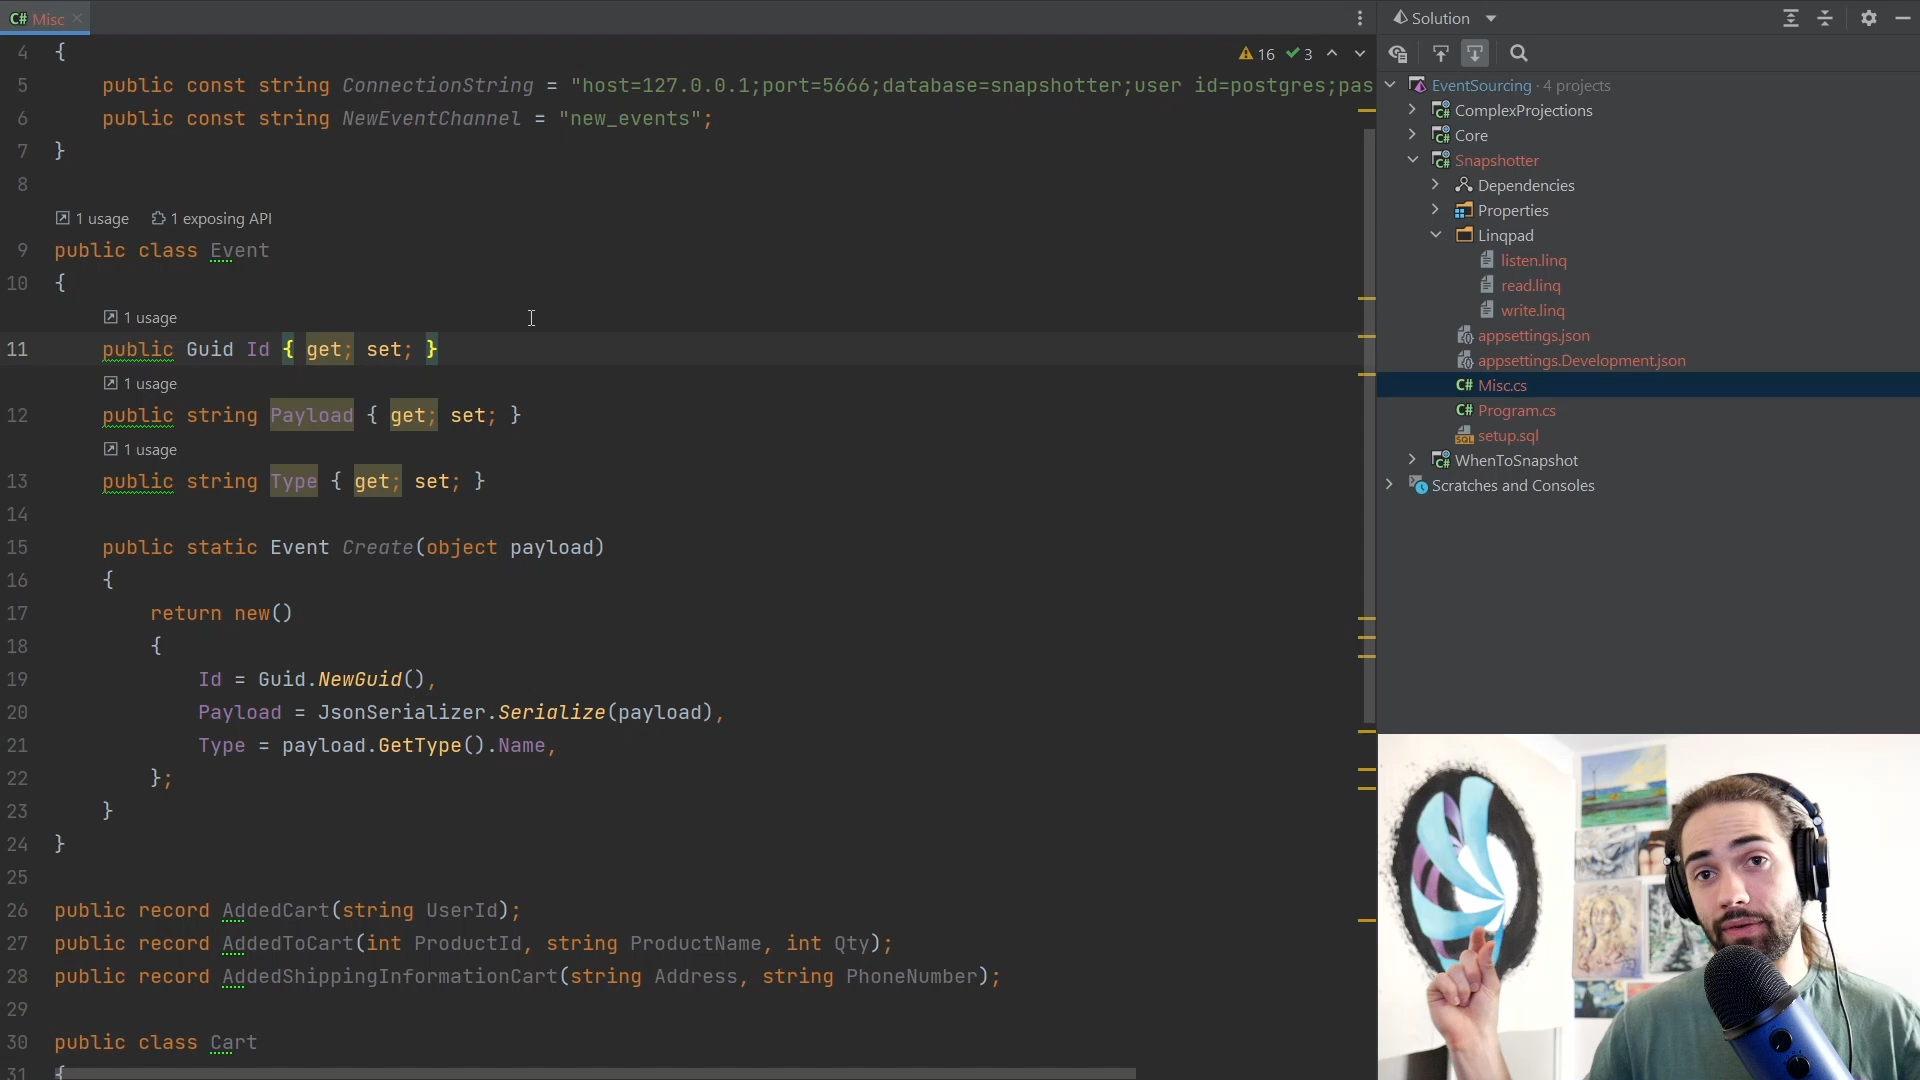 C# Misc
16 3
4 {
5 public const string ConnectionString = "host=127.0.0.1;port=5666;database=snapshotter;user id=postgres;pas
6 public const string NewEventChannel = "new_events";
7 }
8
1 usage 1 exposing API
9 public class Event
10 {
1 usage
11 public Guid Id { get; set; }
1 usage
12 public string Payload { get; set; }
1 usage
13 public string Type { get; set; }
14
15 public static Event Create(object payload)
16 {
17 return new()
18 {
19 Id = Guid.NewGuid(),
20 Payload = JsonSerializer.Serialize(payload),
21 Type = payload.GetType().Name,
22 };
23 }
24 }
25
26 public record AddedCart(string UserId);
27 public record AddedToCart(int ProductId, string ProductName, int Qty);
28 public record AddedShippingInformationCart(string Address, string PhoneNumber);
29
30 public class Cart
31 {
Solution
EventSourcing · 4 projects
C# ComplexProjections
C# Core
C# Snapshotter
Dependencies
Properties
Linqpad
listen.linq
read.linq
write.linq
appsettings.json
appsettings.Development.json
C# Misc.cs
C# Program.cs
SQL setup.sql
C# WhenToSnapshot
Scratches and Consoles